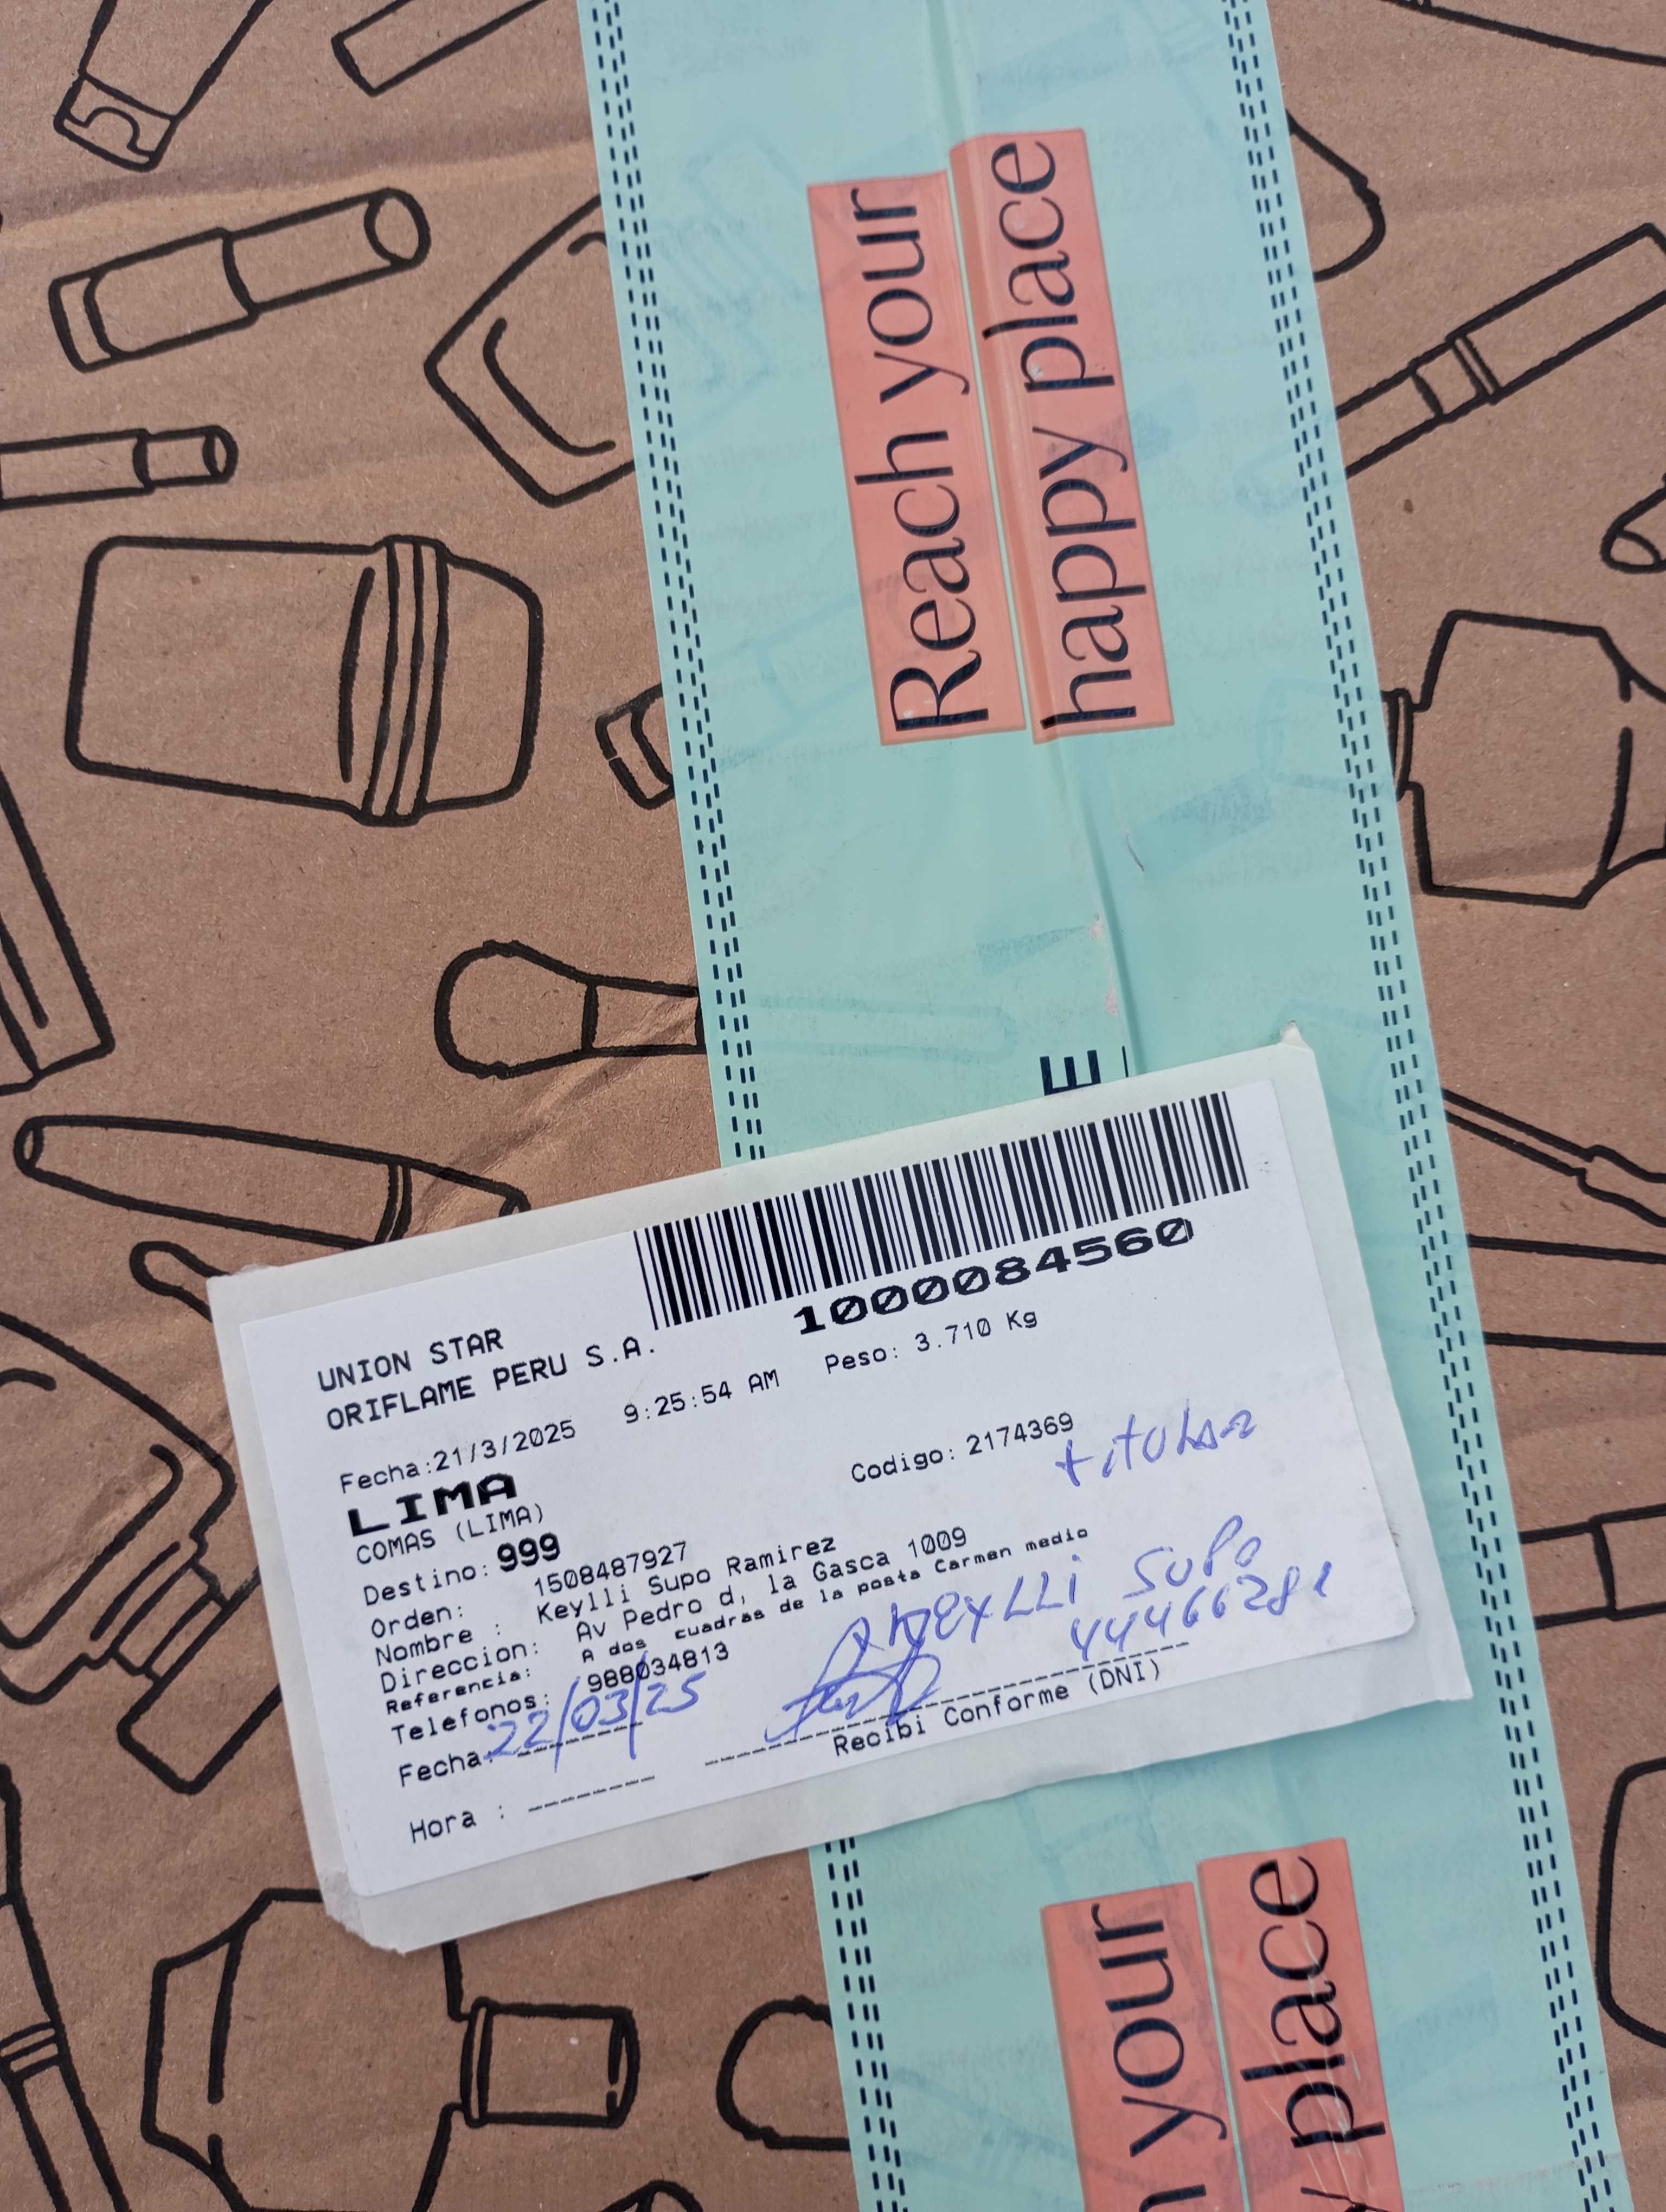 Reach your
happy place
E
1000084560
UNION STAR
ORIFLAME PERU S.A.
Fecha:21/3/2025 9:25:54 AM Peso: 3.710 Kg
LIMA
COMAS (LIMA) Codigo: 2174369
titular
Destino: 999
Orden: 1508487927
Nombre : Keylli Supo Ramirez
Direccion: Av Pedro d, la Gasca 1009
Referencia: A dos cuadras de la posta Carmen medio
Telefonos: 988034813
Keylli Supo
44466281
Fecha: 22/03/25
Recibi Conforme (DNI)
Hora :
your
place